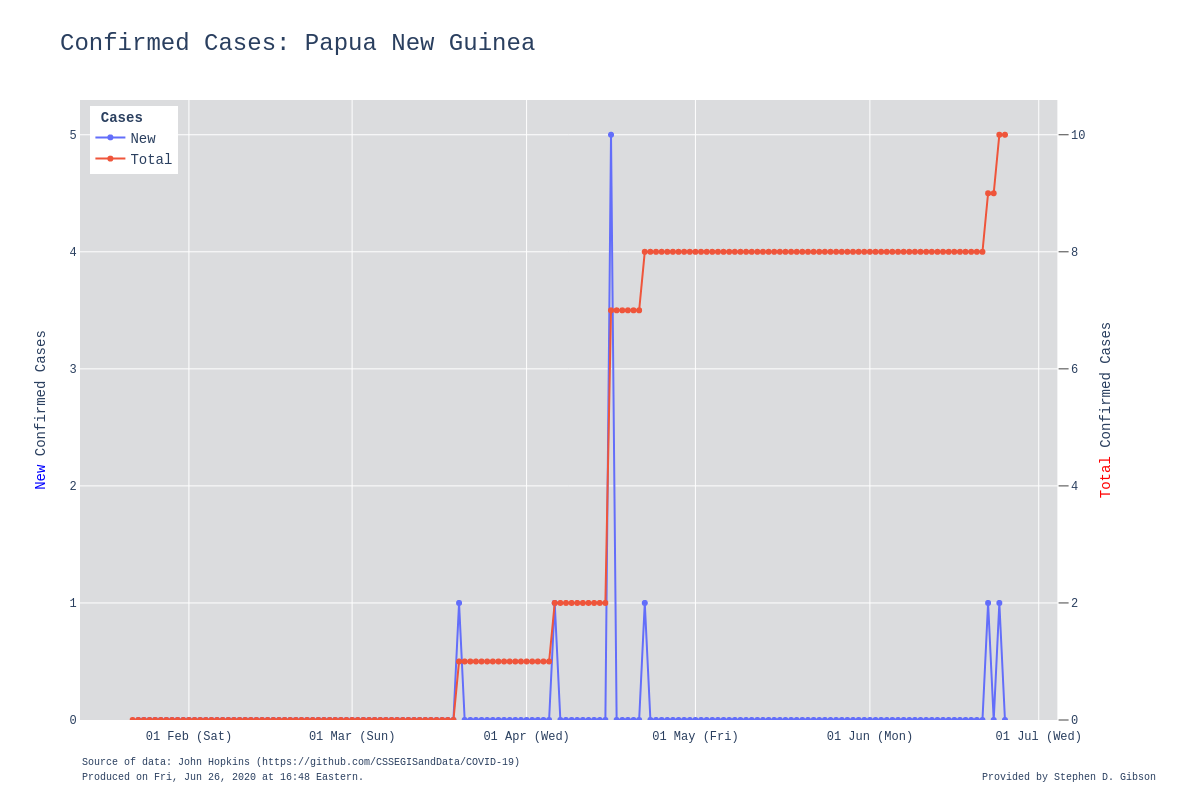 Confirmed Cases: Papua New Guinea
Cases
New
Total
5
4
3
2
1
0
10
8
6
4
2
0
New Confirmed Cases
Total Confirmed Cases
01 Feb (Sat)
01 Mar (Sun)
01 Apr (Wed)
01 May (Fri)
01 Jun (Mon)
01 Jul (Wed)
Source of data: John Hopkins (https://github.com/CSSEGISandData/COVID-19)
Produced on Fri, Jun 26, 2020 at 16:48 Eastern.
Provided by Stephen D. Gibson